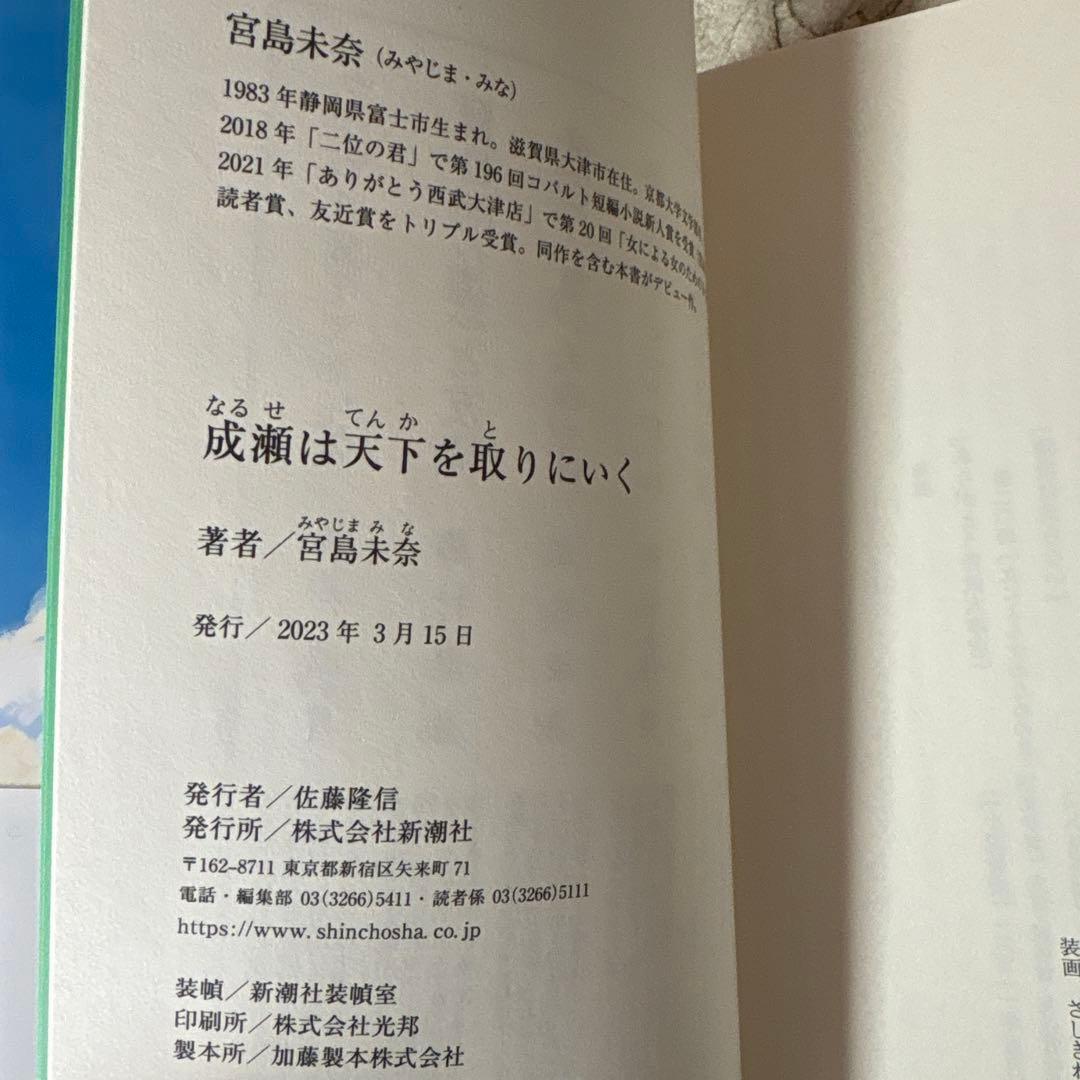 宮島未奈（みやじま・みな）
1983年静岡県富士市生まれ。滋賀県大津市在住。京都大学文学部
2018年「二位の君」で第196回コバルト短編小説新人賞を受賞
2021年「ありがとう西武大津店」で第20回「女による女のための
読者賞、友近賞をトリプル受賞。同作を含む本書がデビュー作。
なるせ てんか と
成瀬は天下を取りにいく
みやじま みな
著者／宮島未奈
発行／2023年 3月15日
発行者／佐藤隆信
発行所／株式会社新潮社
〒162-8711 東京都新宿区矢来町71
電話・編集部 03(3266)5411・読者係 03(3266)5111
https://www.shinchosha.co.jp
装幀／新潮社装幀室
印刷所／株式会社光邦
製本所／加藤製本株式会社
装画 ざしき